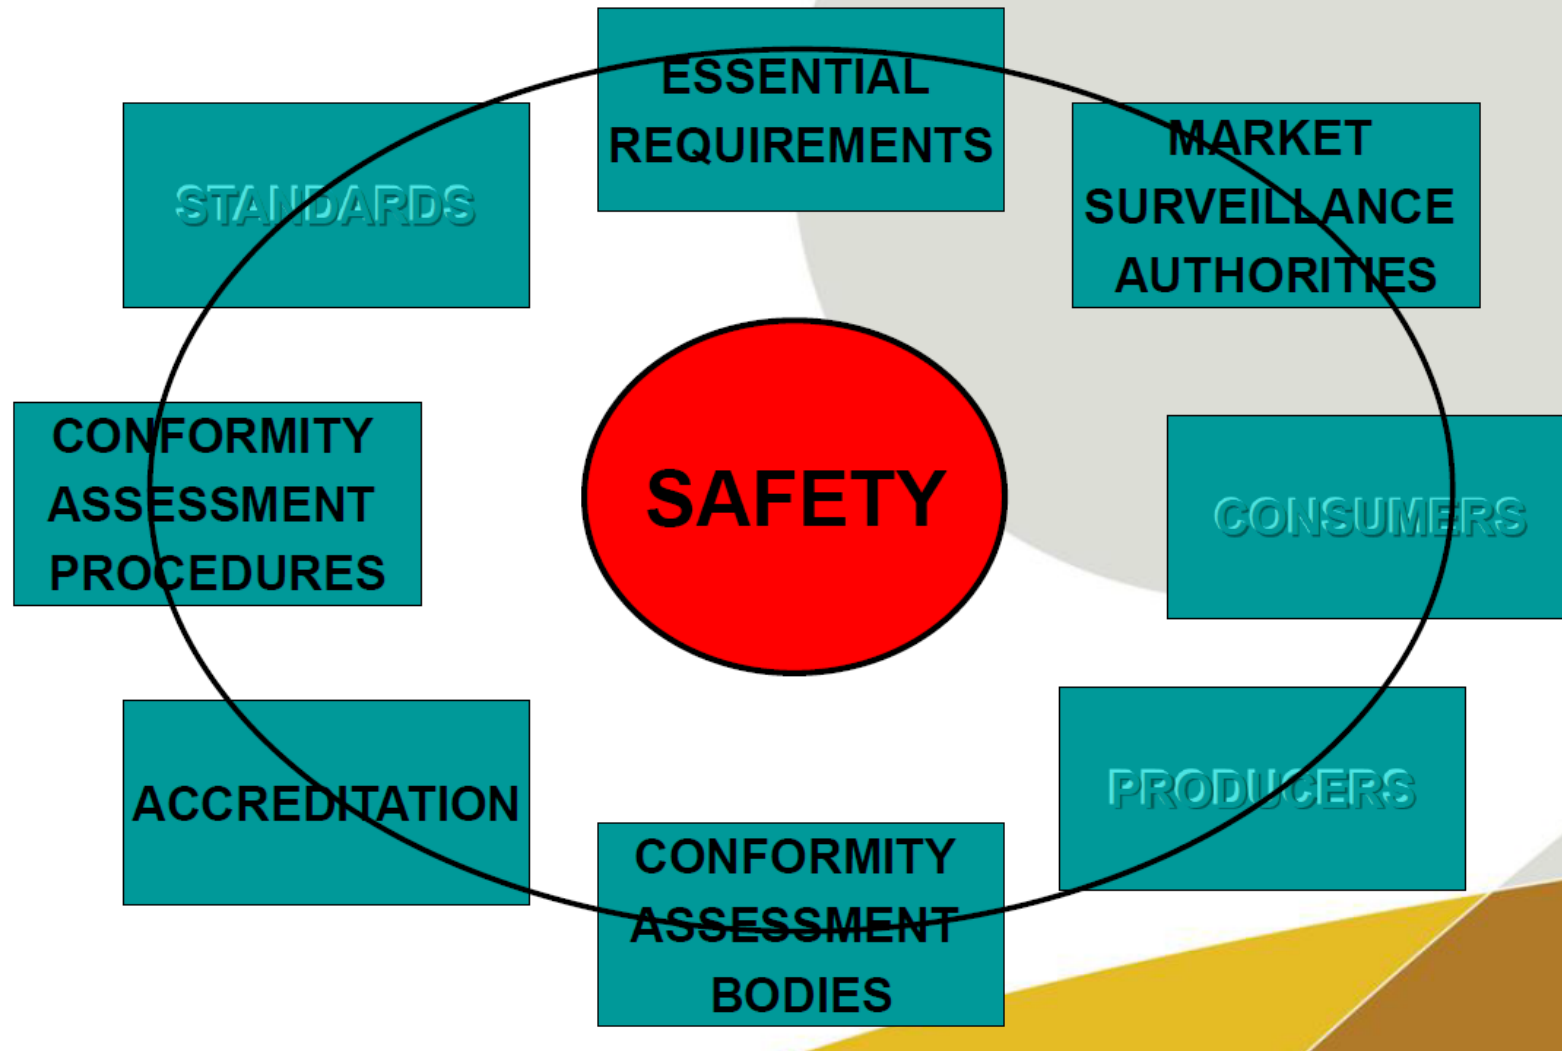 ESSENTIAL
REQUIREMENTS
MARKET
SURVEILLANCE
AUTHORITIES
STANDARDS
CONFORMITY
ASSESSMENT
PROCEDURES
SAFETY
CONSUMERS
ACCREDITATION
PRODUCERS
CONFORMITY
ASSESSMENT
BODIES